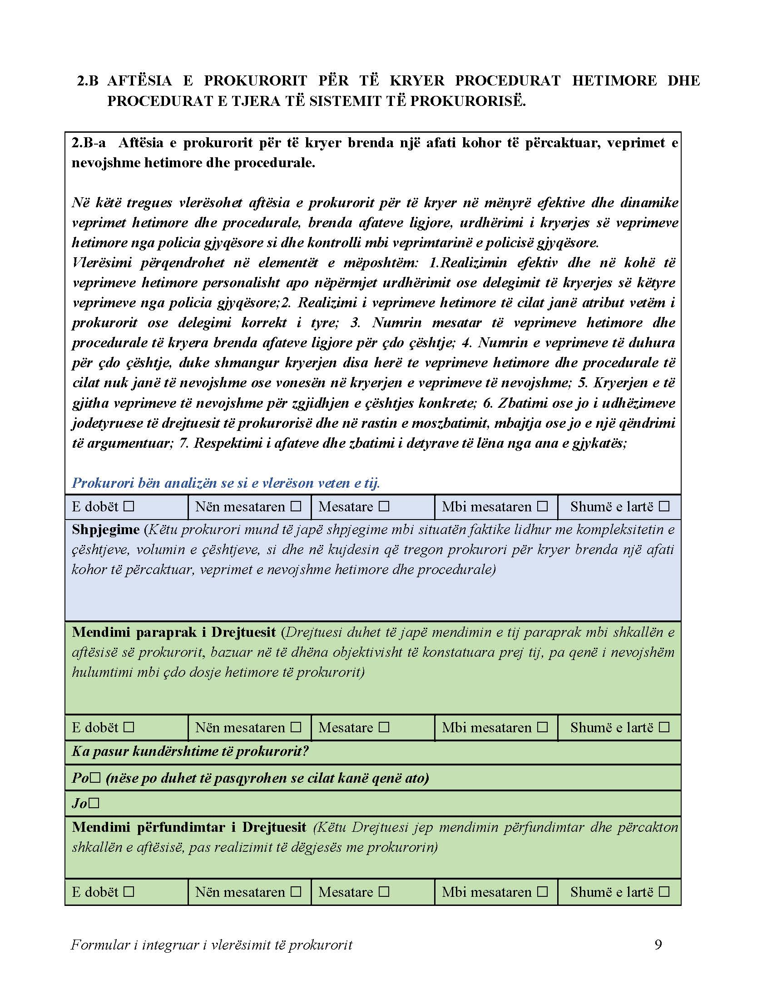 2.B AFTËSIA E PROKURORIT PËR TË KRYER PROCEDURAT HETIMORE DHE
PROCEDURAT E TJERA TË SISTEMIT TË PROKURORISË.
2.B-a Aftësia e prokurorit për të kryer brenda një afati kohor të përcaktuar, veprimet e
nevojshme hetimore dhe procedurale.
Në këtë tregues vlerësohet aftësia e prokurorit për të kryer në mënyrë efektive dhe dinamike
veprimet hetimore dhe procedurale, brenda afateve ligjore, urdhërimi i kryerjes së veprimeve
hetimore nga policia gjyqësore si dhe kontrolli mbi veprimtarinë e policisë gjyqësore.
Vlerësimi përqendrohet në elementët e mëposhtëm: 1.Realizimin efektiv dhe në kohë të
veprimeve hetimore personalisht apo nëpërmjet urdhërimit ose delegimit të kryerjes së këtyre
veprimeve nga policia gjyqësore;2. Realizimi i veprimeve hetimore të cilat janë atribut vetëm i
prokurorit ose delegimi korrekt i tyre; 3. Numrin mesatar të veprimeve hetimore dhe
procedurale të kryera brenda afateve ligjore për çdo çështje; 4. Numrin e veprimeve të duhura
për çdo çështje, duke shmangur kryerjen disa herë te veprimeve hetimore dhe procedurale të
cilat nuk janë të nevojshme ose vonesën në kryerjen e veprimeve të nevojshme; 5. Kryerjen e të
gjitha veprimeve të nevojshme për zgjidhjen e çështjes konkrete; 6. Zbatimi ose jo i udhëzimeve
jodetyruese të drejtuesit të prokurorisë dhe në rastin e moszbatimit, mbajtja ose jo e një qëndrimi
të argumentuar; 7. Respektimi i afateve dhe zbatimi i detyrave të lëna nga ana e gjykatës;
Prokurori bën analizën se si e vlerëson veten e tij.
E dobët ☐ Nën mesataren ☐ Mesatare ☐ Mbi mesataren ☐ Shumë e lartë ☐
Shpjegime (Këtu prokurori mund të japë shpjegime mbi situatën faktike lidhur me kompleksitetin e
çështjeve, volumin e çështjeve, si dhe në kujdesin që tregon prokurori për kryer brenda një afati
kohor të përcaktuar, veprimet e nevojshme hetimore dhe procedurale)
Mendimi paraprak i Drejtuesit (Drejtuesi duhet të japë mendimin e tij paraprak mbi shkallën e
aftësisë së prokurorit, bazuar në të dhëna objektivisht të konstatuara prej tij, pa qenë i nevojshëm
hulumtimi mbi çdo dosje hetimore të prokurorit)
E dobët ☐ Nën mesataren ☐ Mesatare ☐ Mbi mesataren ☐ Shumë e lartë ☐
Ka pasur kundërshtime të prokurorit?
Po☐ (nëse po duhet të pasqyrohen se cilat kanë qenë ato)
Jo☐
Mendimi përfundimtar i Drejtuesit (Këtu Drejtuesi jep mendimin përfundimtar dhe përcakton
shkallën e aftësisë, pas realizimit të dëgjesës me prokurorin)
E dobët ☐ Nën mesataren ☐ Mesatare ☐ Mbi mesataren ☐ Shumë e lartë ☐
Formular i integruar i vlerësimit të prokurorit 9